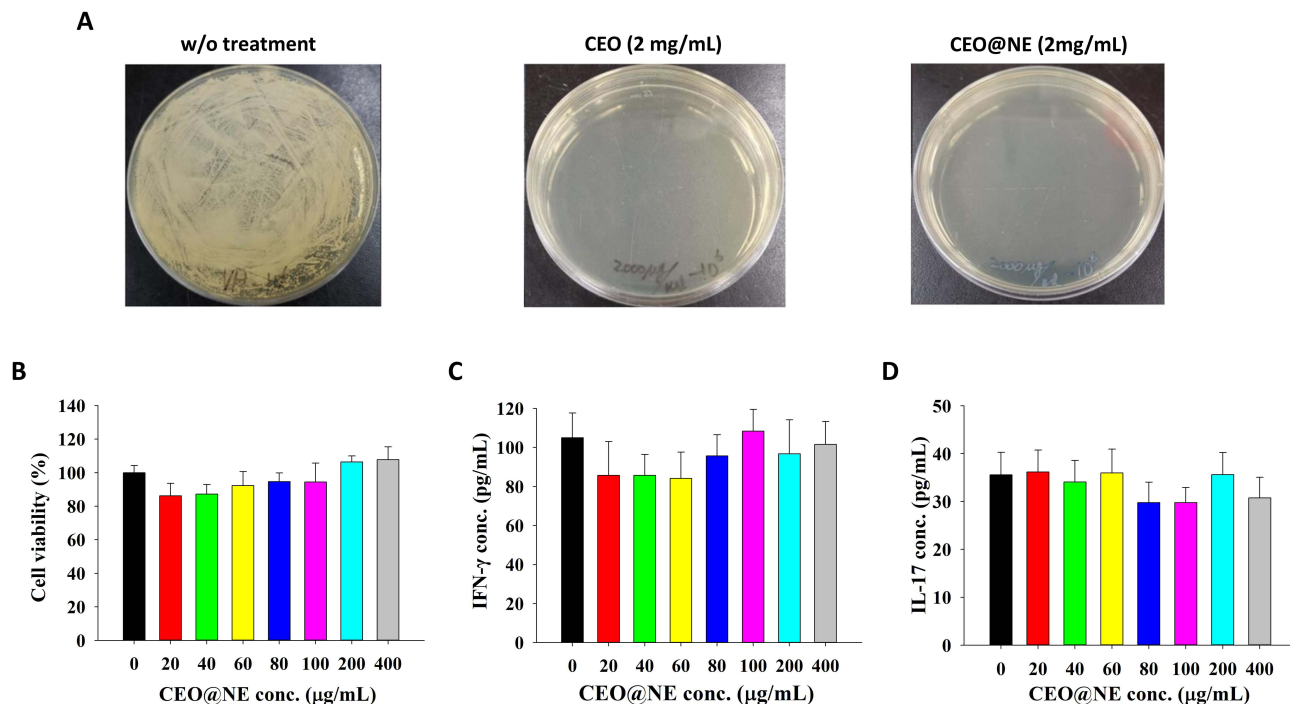 A
w/o treatment
CEO (2 mg/mL)
CEO@NE (2mg/mL)
B
Cell viability (%)
140
120
100
80
60
40
20
0
0 20 40 60 80 100 200 400
CEO@NE conc. (μg/mL)
C
IFN-γ conc. (pg/mL)
120
100
80
60
40
20
0
0 20 40 60 80 100 200 400
CEO@NE conc. (μg/mL)
D
IL-17 conc. (pg/mL)
50
40
30
20
10
0
0 20 40 60 80 100 200 400
CEO@NE conc. (μg/mL)